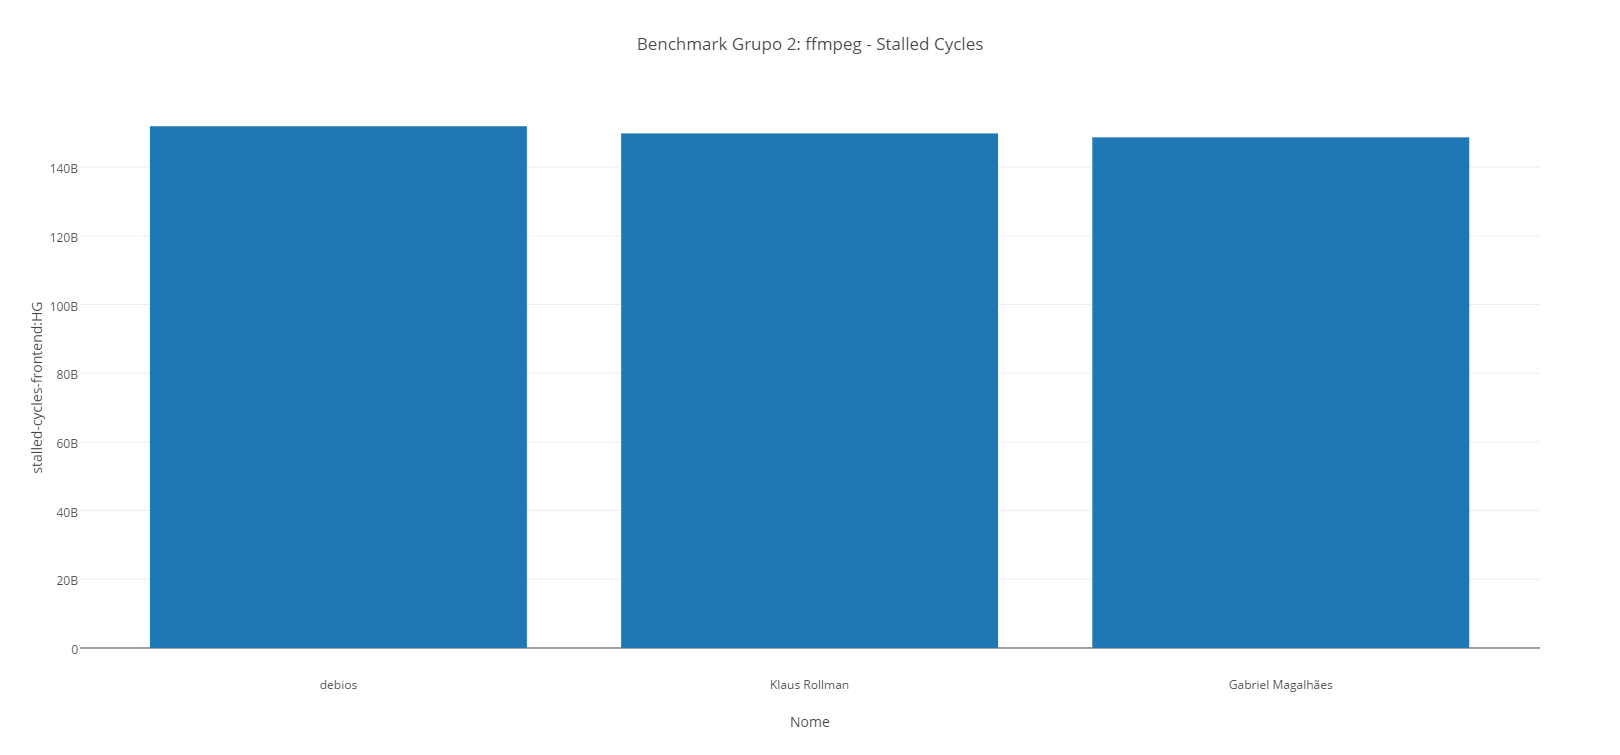 Benchmark Grupo 2: ffmpeg - Stalled Cycles
stalled-cycles-frontend:HG
140B
120B
100B
80B
60B
40B
20B
0
debios
Klaus Rollman
Gabriel Magalhães
Nome